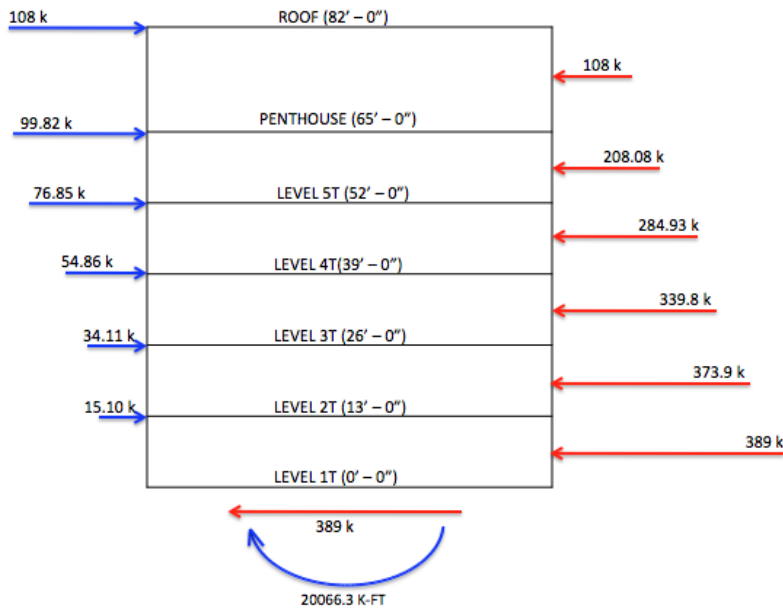 108 k
ROOF (82’ – 0”)
108 k
99.82 k
PENTHOUSE (65’ – 0”)
208.08 k
76.85 k
LEVEL 5T (52’ – 0”)
284.93 k
54.86 k
LEVEL 4T(39’ – 0”)
339.8 k
34.11 k
LEVEL 3T (26’ – 0”)
373.9 k
15.10 k
LEVEL 2T (13’ – 0”)
389 k
LEVEL 1T (0’ – 0”)
389 k
20066.3 K-FT